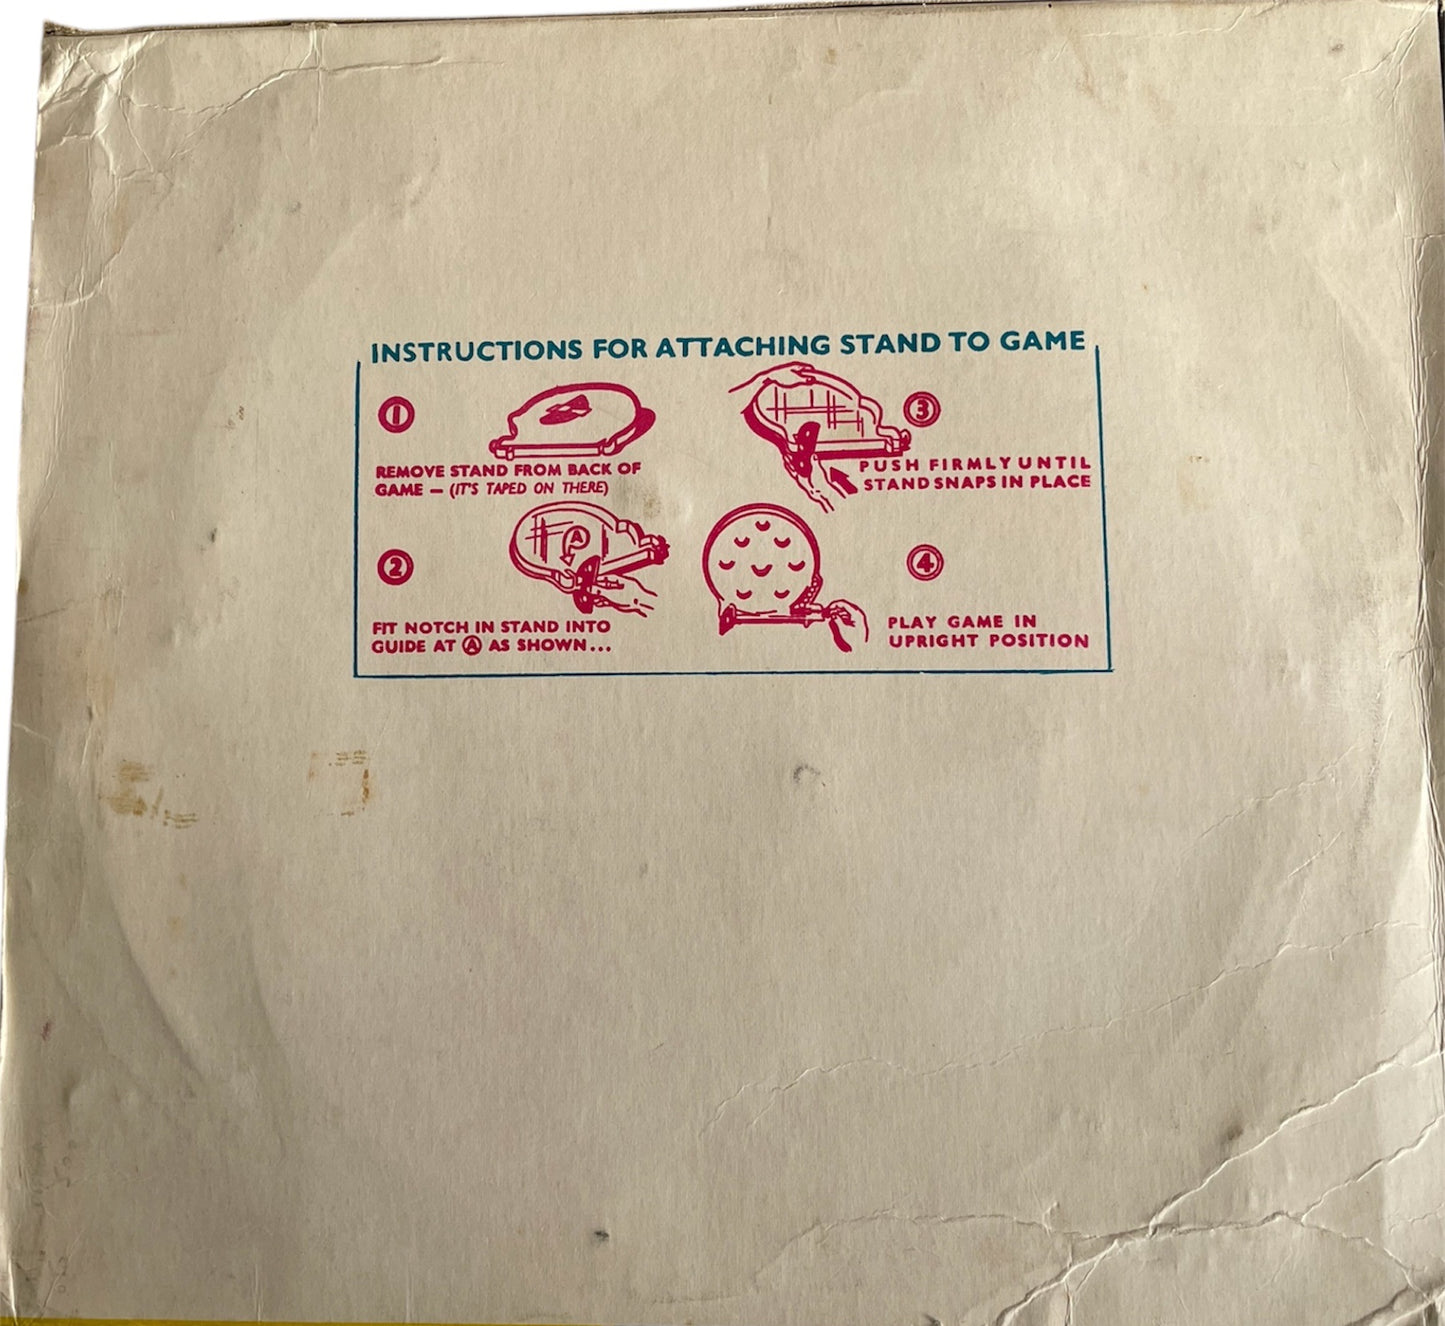 INSTRUCTIONS FOR ATTACHING STAND TO GAME
1
REMOVE STAND FROM BACK OF
GAME — (IT'S TAPED ON THERE)
2
A
FIT NOTCH IN STAND INTO
GUIDE AT Ⓐ AS SHOWN...
3
PUSH FIRMLY UNTIL
STAND SNAPS IN PLACE
4
PLAY GAME IN
UPRIGHT POSITION